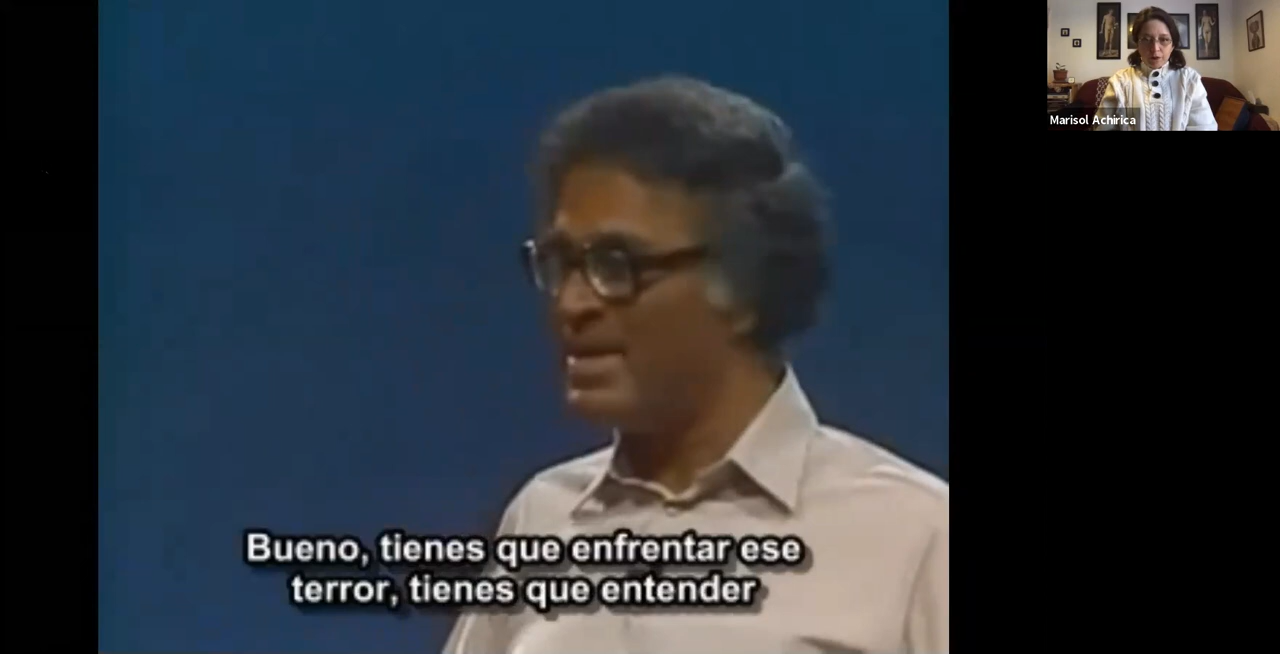 Marisol Achirica
Bueno, tienes que enfrentar ese
terror, tienes que entender